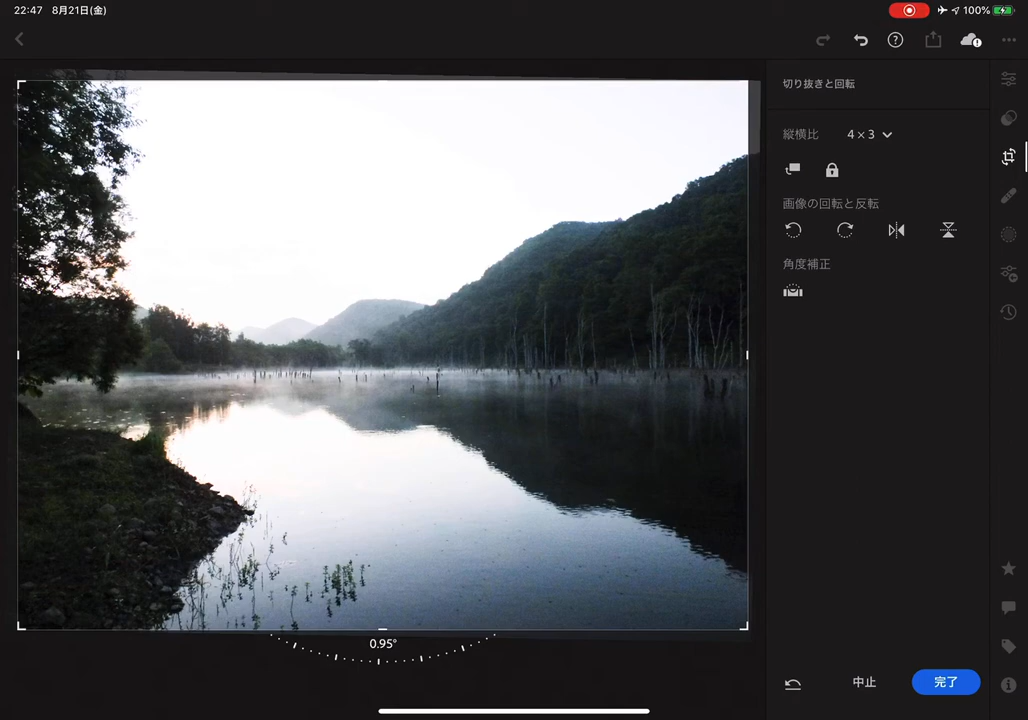 22:47 8月21日(金)
100%
切り抜きと回転
縦横比 4 × 3
画像の回転と反転
角度補正
0.95°
中止 完了